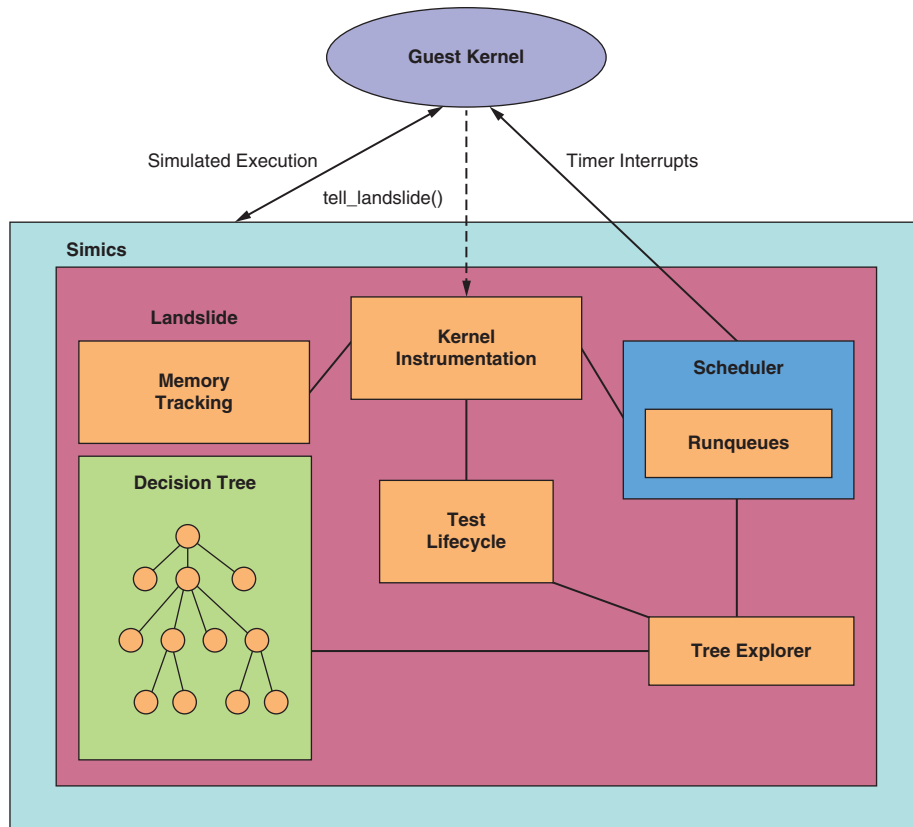 Guest Kernel
Simulated Execution
Timer Interrupts
tell_landslide()
Simics
Landslide
Kernel
Instrumentation
Memory
Tracking
Scheduler
Runqueues
Decision Tree
Test
Lifecycle
Tree Explorer